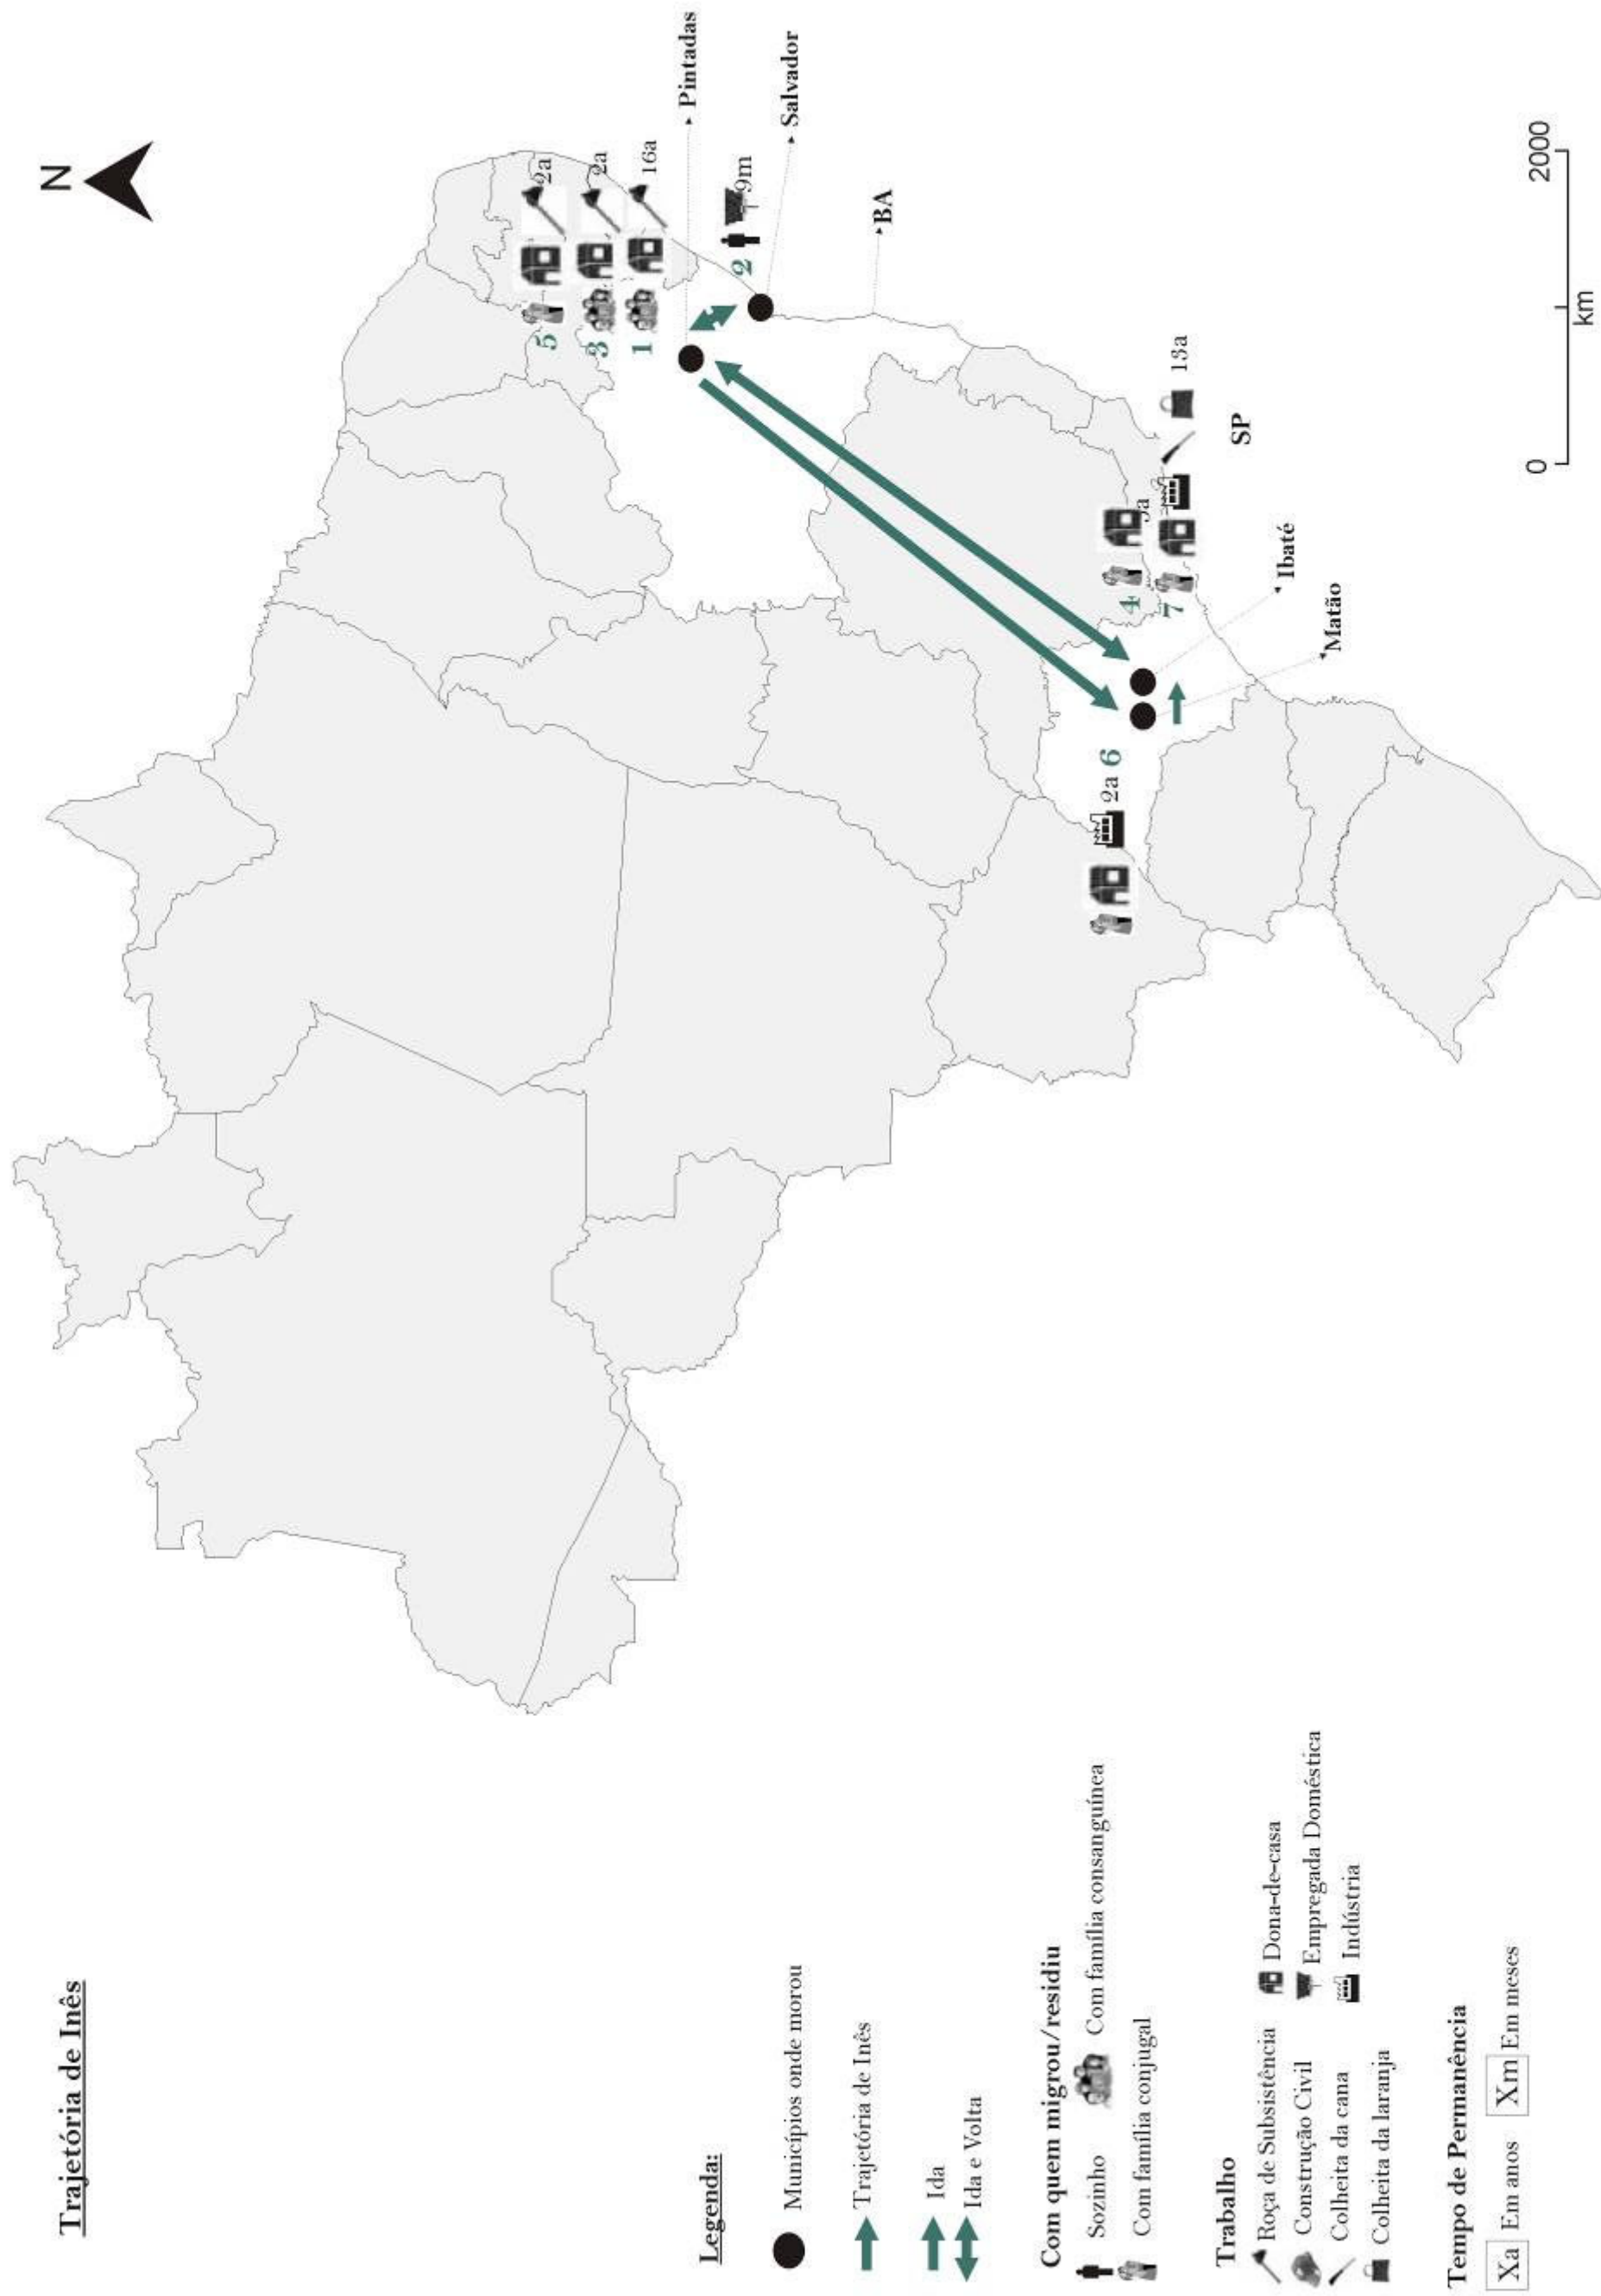 Trajetória de Inês
N
5 2a
3 2a
1 16a
Pintadas
2 9m
Salvador
BA
4
7 13a
SP
6 2a
Ibaté
Matão
0 2000
km
Legenda:
Municípios onde morou
Trajetória de Inês
Ida
Ida e Volta
Com quem migrou/residiu
Sozinho Com família consanguínea
Com família conjugal
Trabalho
Roça de Subsistência Dona-de-casa
Construção Civil Empregada Doméstica
Colheita da cana Indústria
Colheita da laranja
Tempo de Permanência
Xa Em anos Xm Em meses